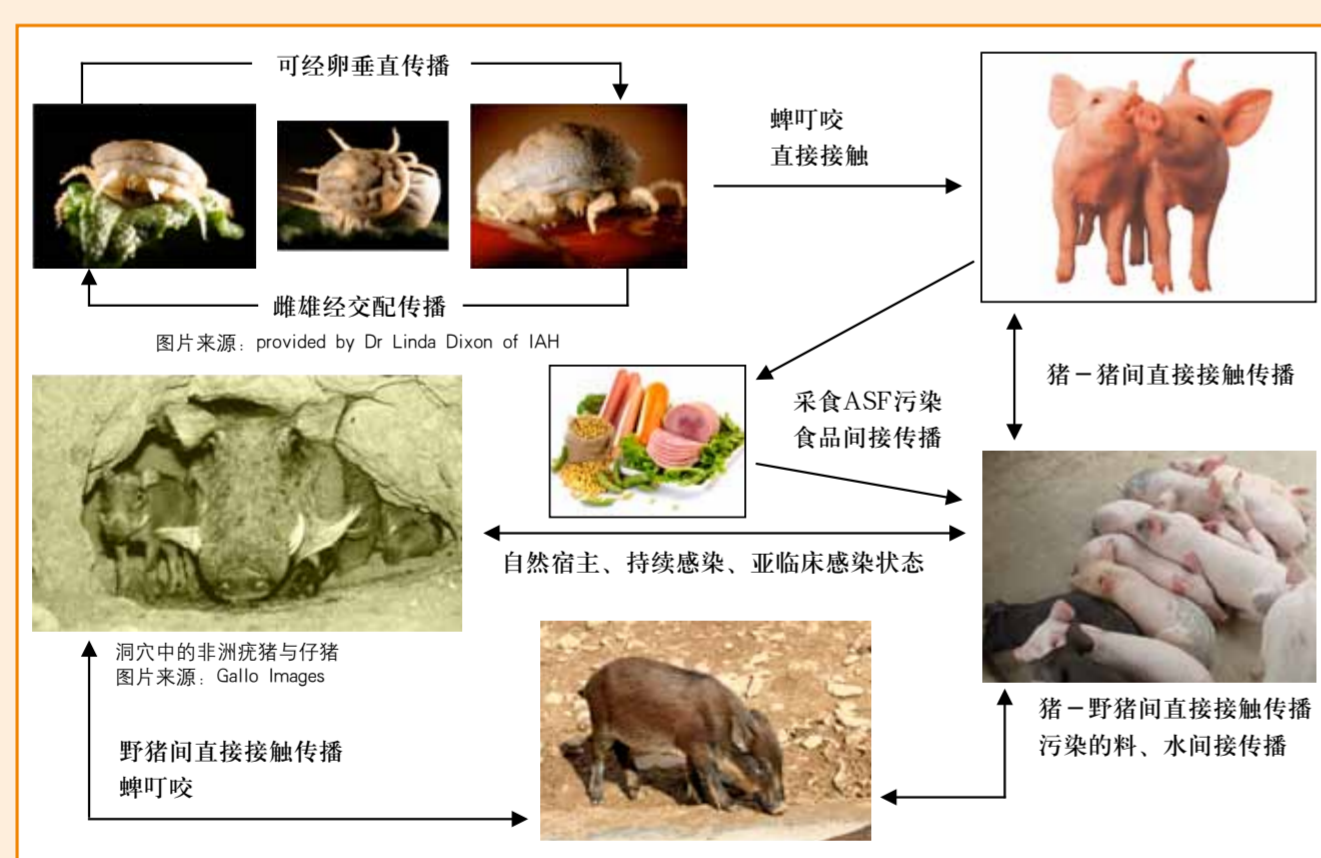 可经卵垂直传播
蜱叮咬
直接接触
雌雄经交配传播
图片来源：provided by Dr Linda Dixon of IAH
猪－猪间直接接触传播
采食ASF污染
食品间接传播
自然宿主、持续感染、亚临床感染状态
洞穴中的非洲疣猪与仔猪
图片来源：Gallo Images
猪－野猪间直接接触传播
污染的料、水间接传播
野猪间直接接触传播
蜱叮咬